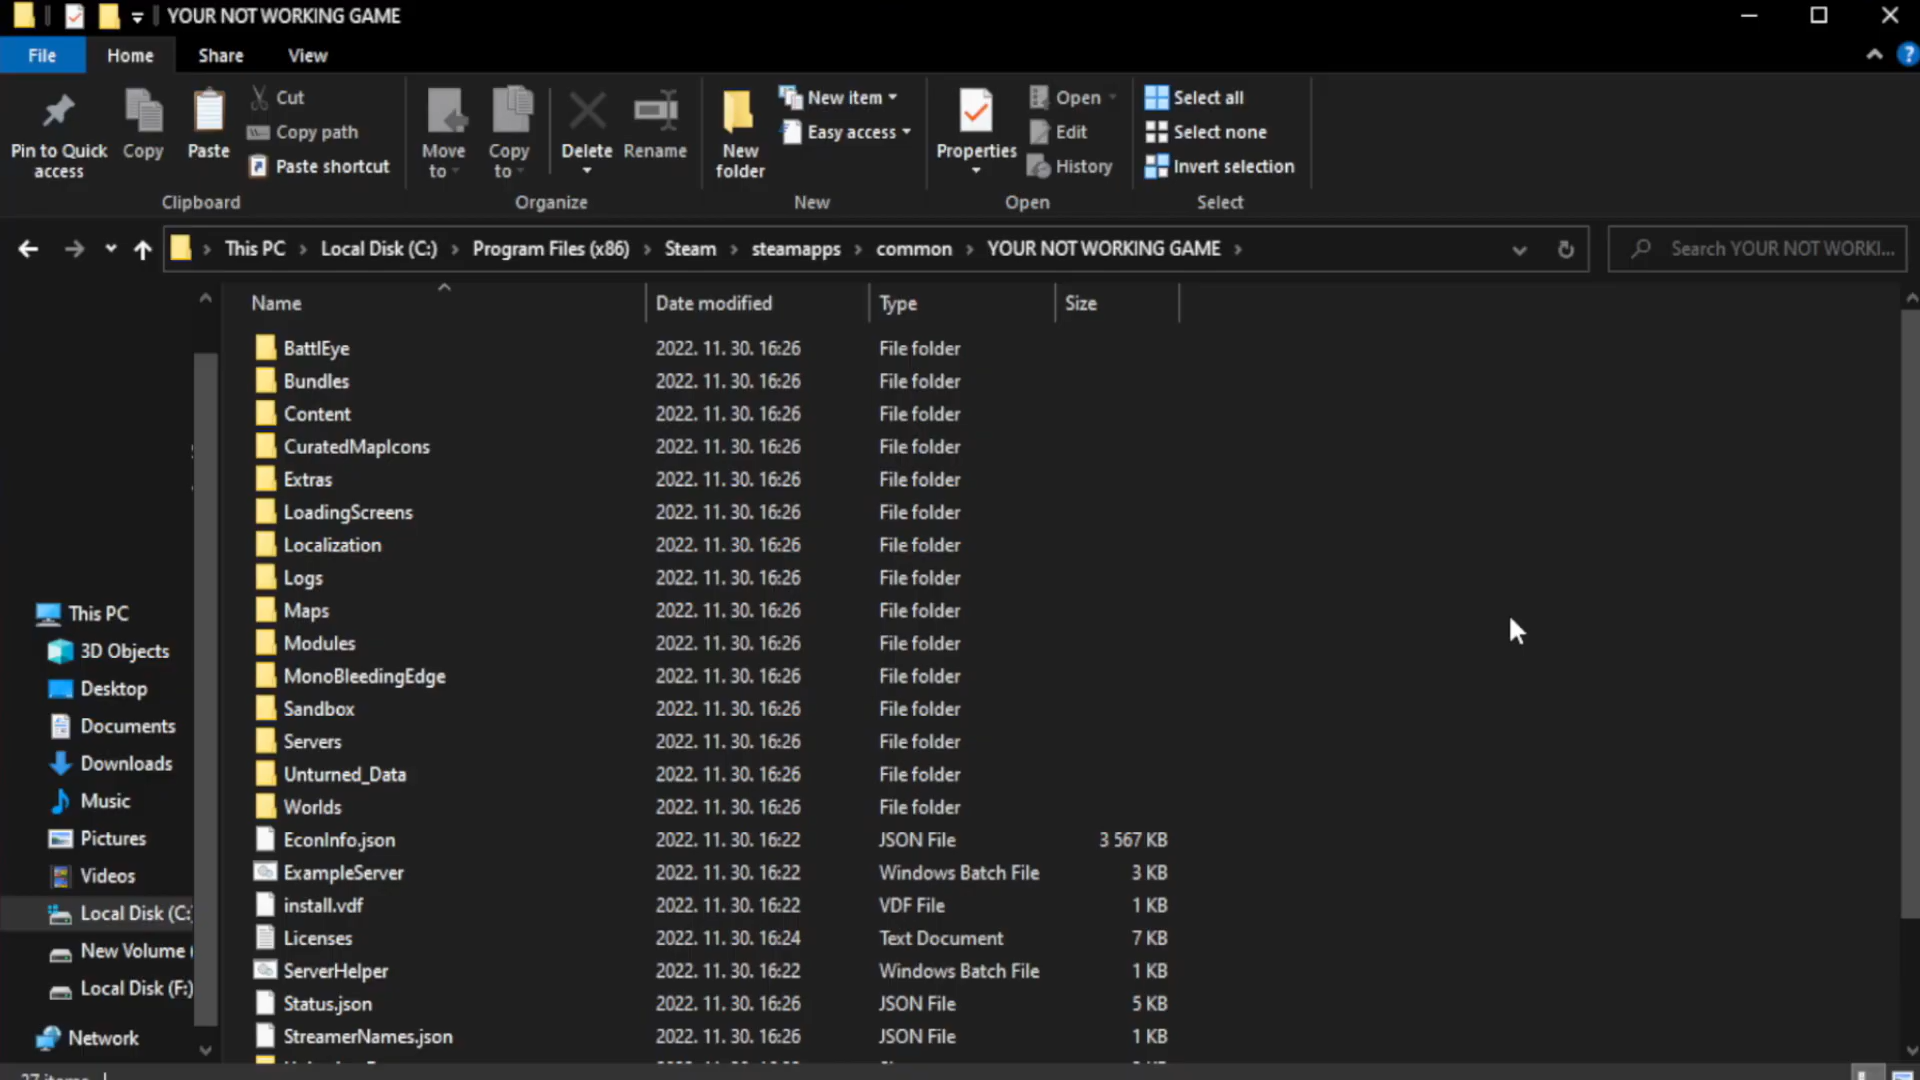 YOUR NOT WORKING GAME
File
Home
Share
View
Pin to Quick access
Copy
Paste
Cut
Copy path
Paste shortcut
Clipboard
Move to
Copy to
Delete
Rename
Organize
New folder
New item
Easy access
New
Properties
Open
Edit
History
Open
Select all
Select none
Invert selection
Select
This PC > Local Disk (C:) > Program Files (x86) > Steam > steamapps > common > YOUR NOT WORKING GAME >
Search YOUR NOT WORKI...
Name Date modified Type Size
BattlEye 2022. 11. 30. 16:26 File folder
Bundles 2022. 11. 30. 16:26 File folder
Content 2022. 11. 30. 16:26 File folder
CuratedMapIcons 2022. 11. 30. 16:26 File folder
Extras 2022. 11. 30. 16:26 File folder
LoadingScreens 2022. 11. 30. 16:26 File folder
Localization 2022. 11. 30. 16:26 File folder
Logs 2022. 11. 30. 16:26 File folder
Maps 2022. 11. 30. 16:26 File folder
Modules 2022. 11. 30. 16:26 File folder
MonoBleedingEdge 2022. 11. 30. 16:26 File folder
Sandbox 2022. 11. 30. 16:26 File folder
Servers 2022. 11. 30. 16:26 File folder
Unturned_Data 2022. 11. 30. 16:26 File folder
Worlds 2022. 11. 30. 16:26 File folder
EconInfo.json 2022. 11. 30. 16:22 JSON File 3 567 KB
ExampleServer 2022. 11. 30. 16:22 Windows Batch File 3 KB
install.vdf 2022. 11. 30. 16:22 VDF File 1 KB
Licenses 2022. 11. 30. 16:24 Text Document 7 KB
ServerHelper 2022. 11. 30. 16:22 Windows Batch File 1 KB
Status.json 2022. 11. 30. 16:26 JSON File 5 KB
StreamerNames.json 2022. 11. 30. 16:26 JSON File 1 KB
This PC
3D Objects
Desktop
Documents
Downloads
Music
Pictures
Videos
Local Disk (C:)
New Volume (
Local Disk (F:)
Network